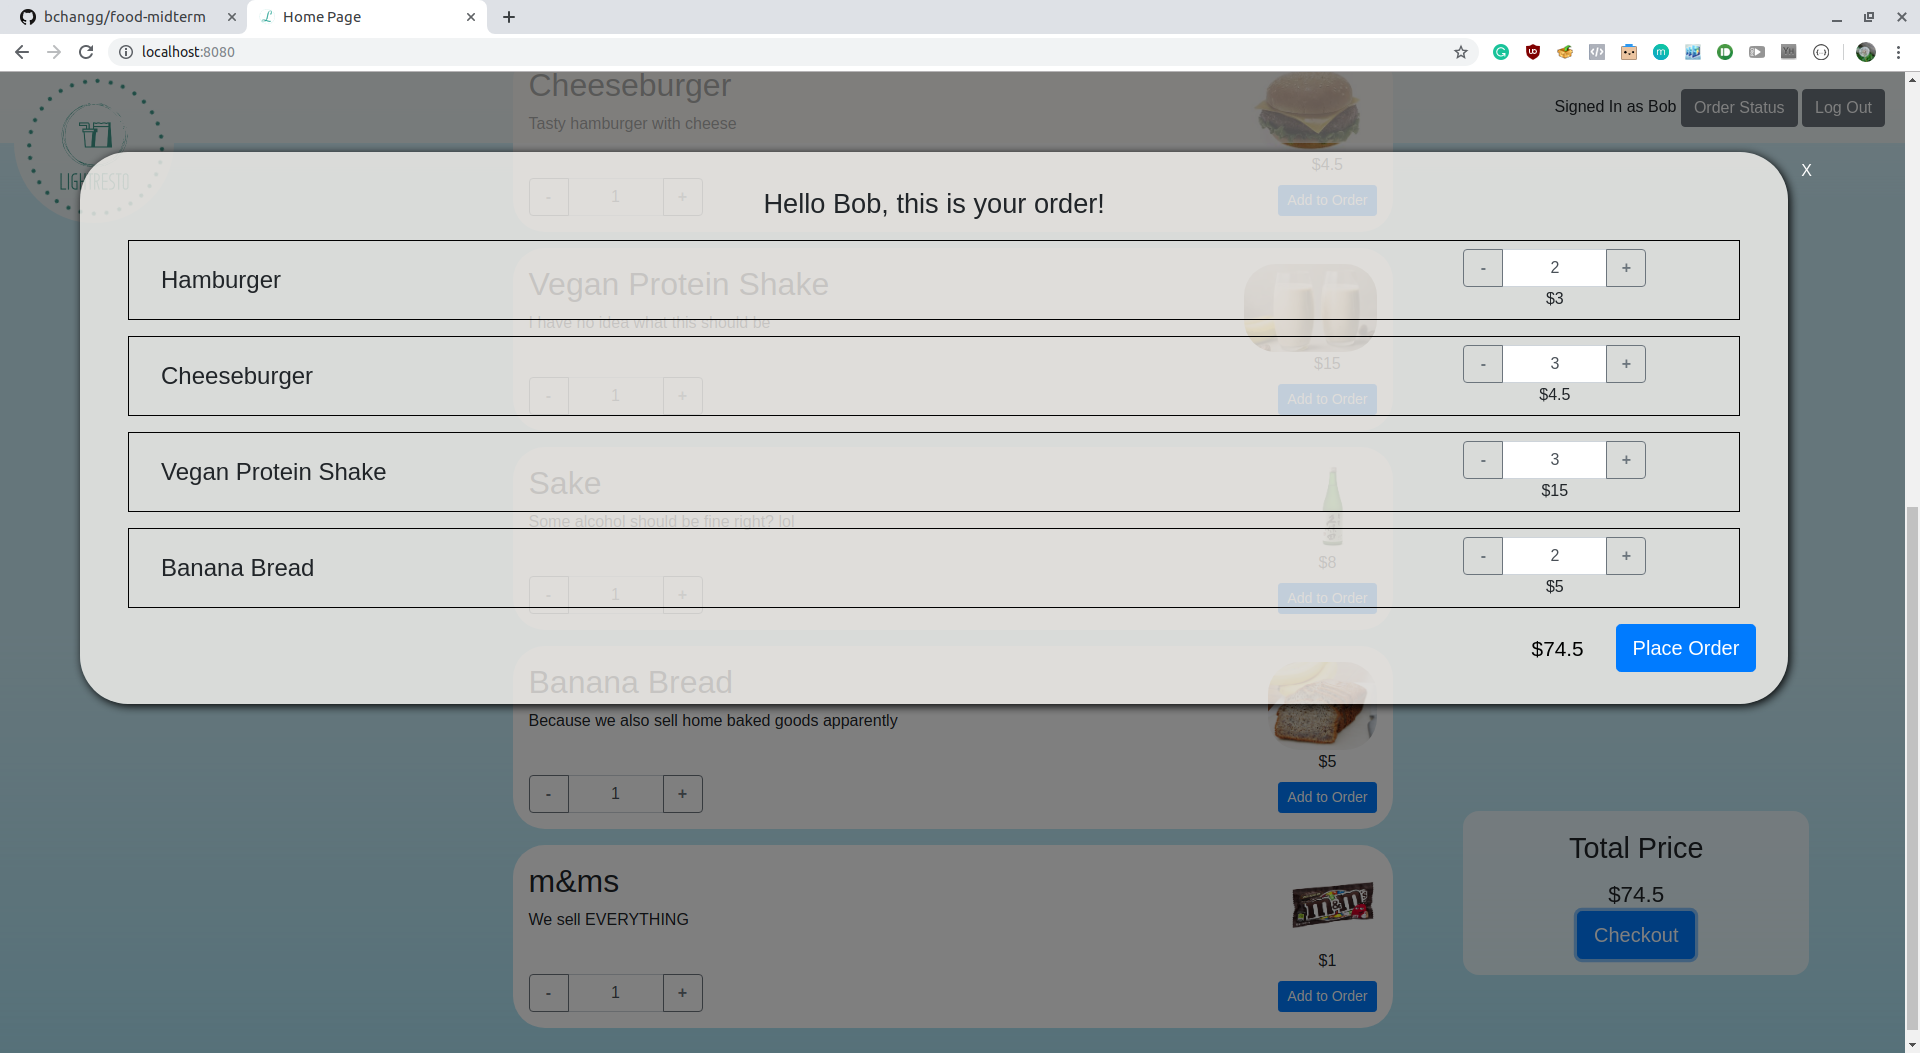 bchangg/food-midterm
Home Page
localhost:8080
Signed In as Bob
Order Status
Log Out
LIGHTRESTO
Cheeseburger
Tasty hamburger with cheese
$4.5
- 1 +
Add to Order
X
Hello Bob, this is your order!
Hamburger
- 2 +
$3
Cheeseburger
- 3 +
$4.5
Vegan Protein Shake
- 3 +
$15
Banana Bread
- 2 +
$5
$74.5
Place Order
Vegan Protein Shake
I have no idea what this should be
$15
- 1 +
Add to Order
Sake
Some alcohol should be fine right? lol
$8
- 1 +
Add to Order
Banana Bread
Because we also sell home baked goods apparently
$5
- 1 +
Add to Order
m&ms
We sell EVERYTHING
m&m's
$1
- 1 +
Add to Order
Total Price
$74.5
Checkout